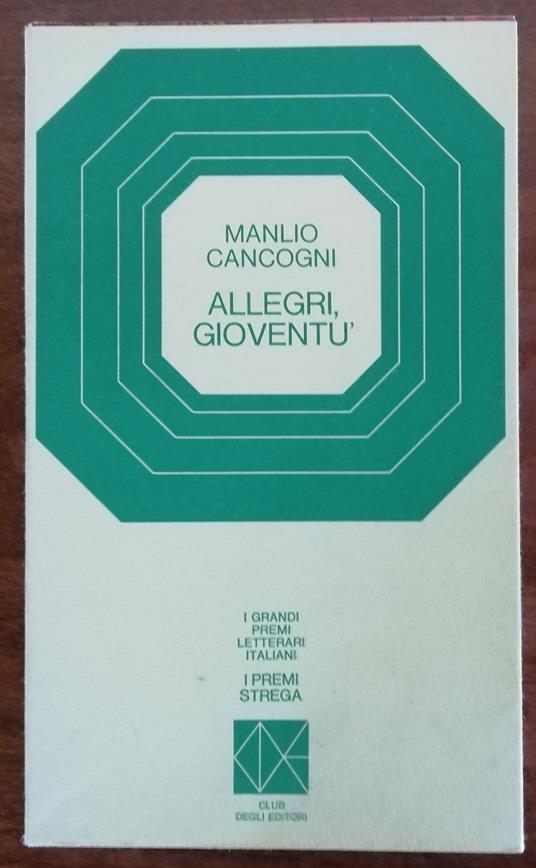 MANLIO
CANCOGNI
ALLEGRI,
GIOVENTU'
I GRANDI
PREMI
LETTERARI
ITALIANI
I PREMI
STREGA
CLUB
DEGLI EDITORI